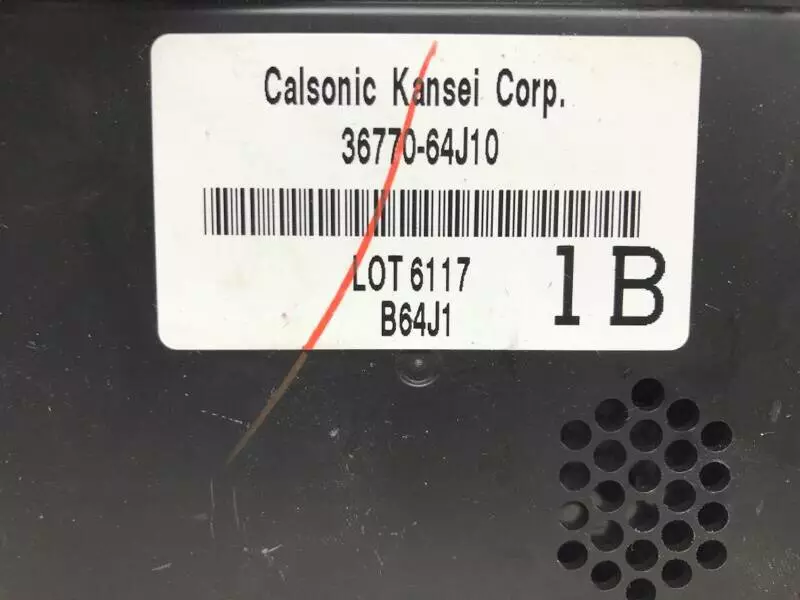 Calsonic Kansei Corp.
36770-64J10
LOT 6117
B64J1
1B